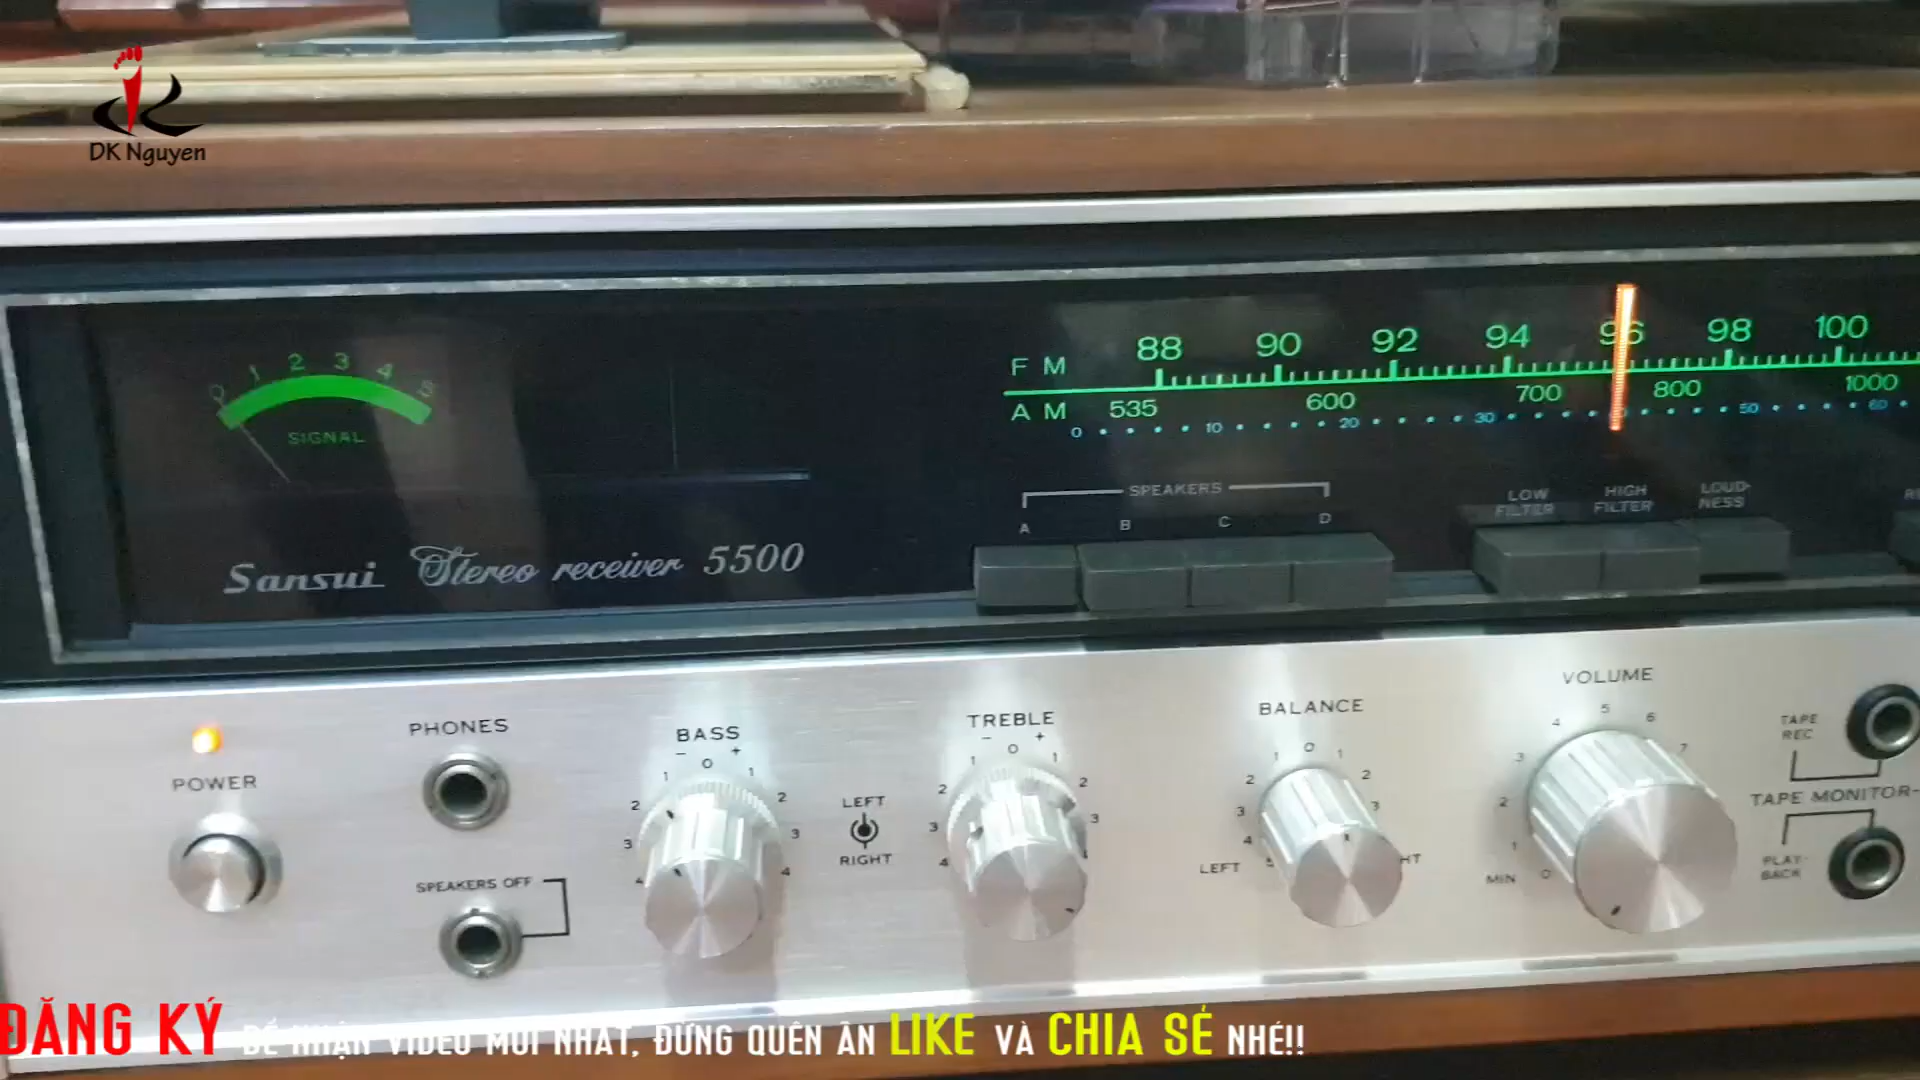 DK Nguyen
0 1 2 3 4 5
SIGNAL
Sansui Stereo receiver 5500
FM 88 90 92 94 96 98 100
AM 535 600 700 800 1000
0 10 20 30 50 60
SPEAKERS
A B C D
LOW FILTER
HIGH FILTER
LOUD-NESS
POWER
PHONES
SPEAKERS OFF
BASS
- 0 +
1 1
2 2
3 3
4 4
LEFT
RIGHT
TREBLE
- 0 +
1 1
2 2
3 3
4
BALANCE
0
1 1
2 2
3 3
4
5
LEFT
HT
VOLUME
0 1 2 3 4 5 6 7
MIN
TAPE REC
TAPE MONITOR
PLAY-BACK
ĐĂNG KÝ ĐỂ NHẬN VIDEO MỚI NHẤT, ĐỪNG QUÊN ẤN LIKE VÀ CHIA SẺ NHÉ!!